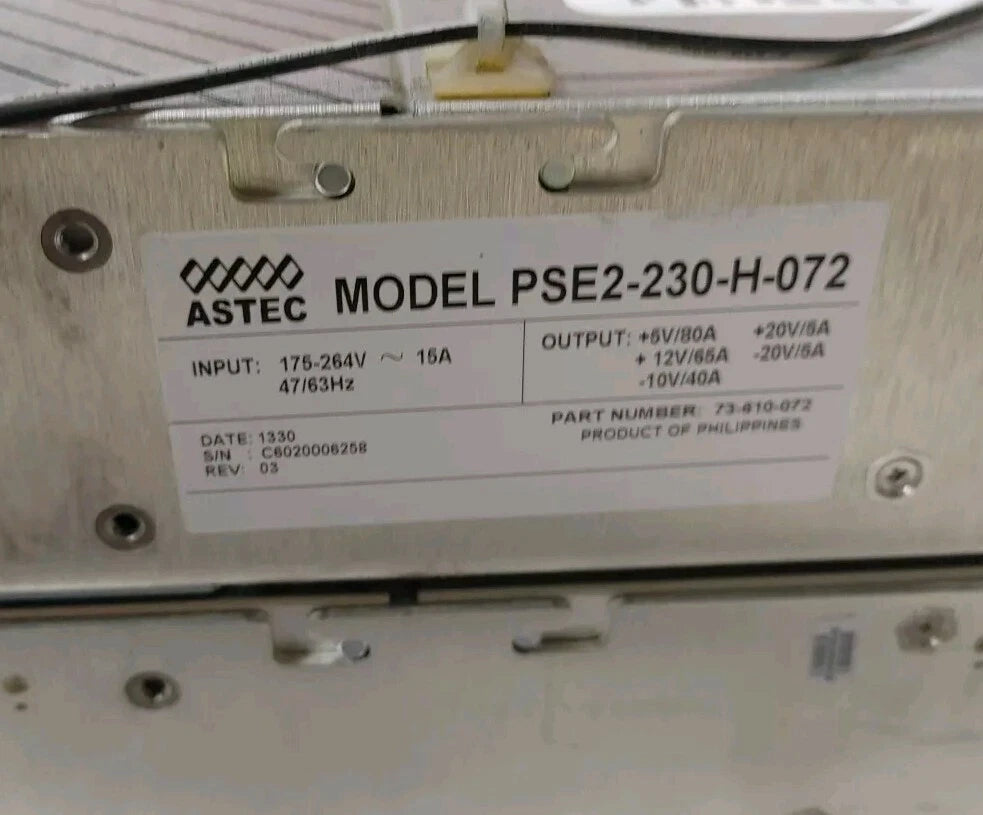 ASTEC
MODEL PSE2-230-H-072
INPUT: 175-264V ~ 15A
47/63Hz
OUTPUT: +5V/80A +20V/5A
+ 12V/65A -20V/5A
-10V/40A
PART NUMBER: 73-610-072
PRODUCT OF PHILIPPINES
DATE: 1330
S/N : C6020006258
REV: 03